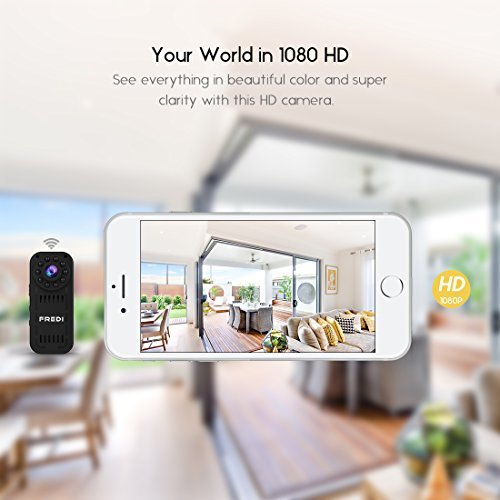 Your World in 1080 HD
See everything in beautiful color and super
clarity with this HD camera.
FREDI
HD
1080P